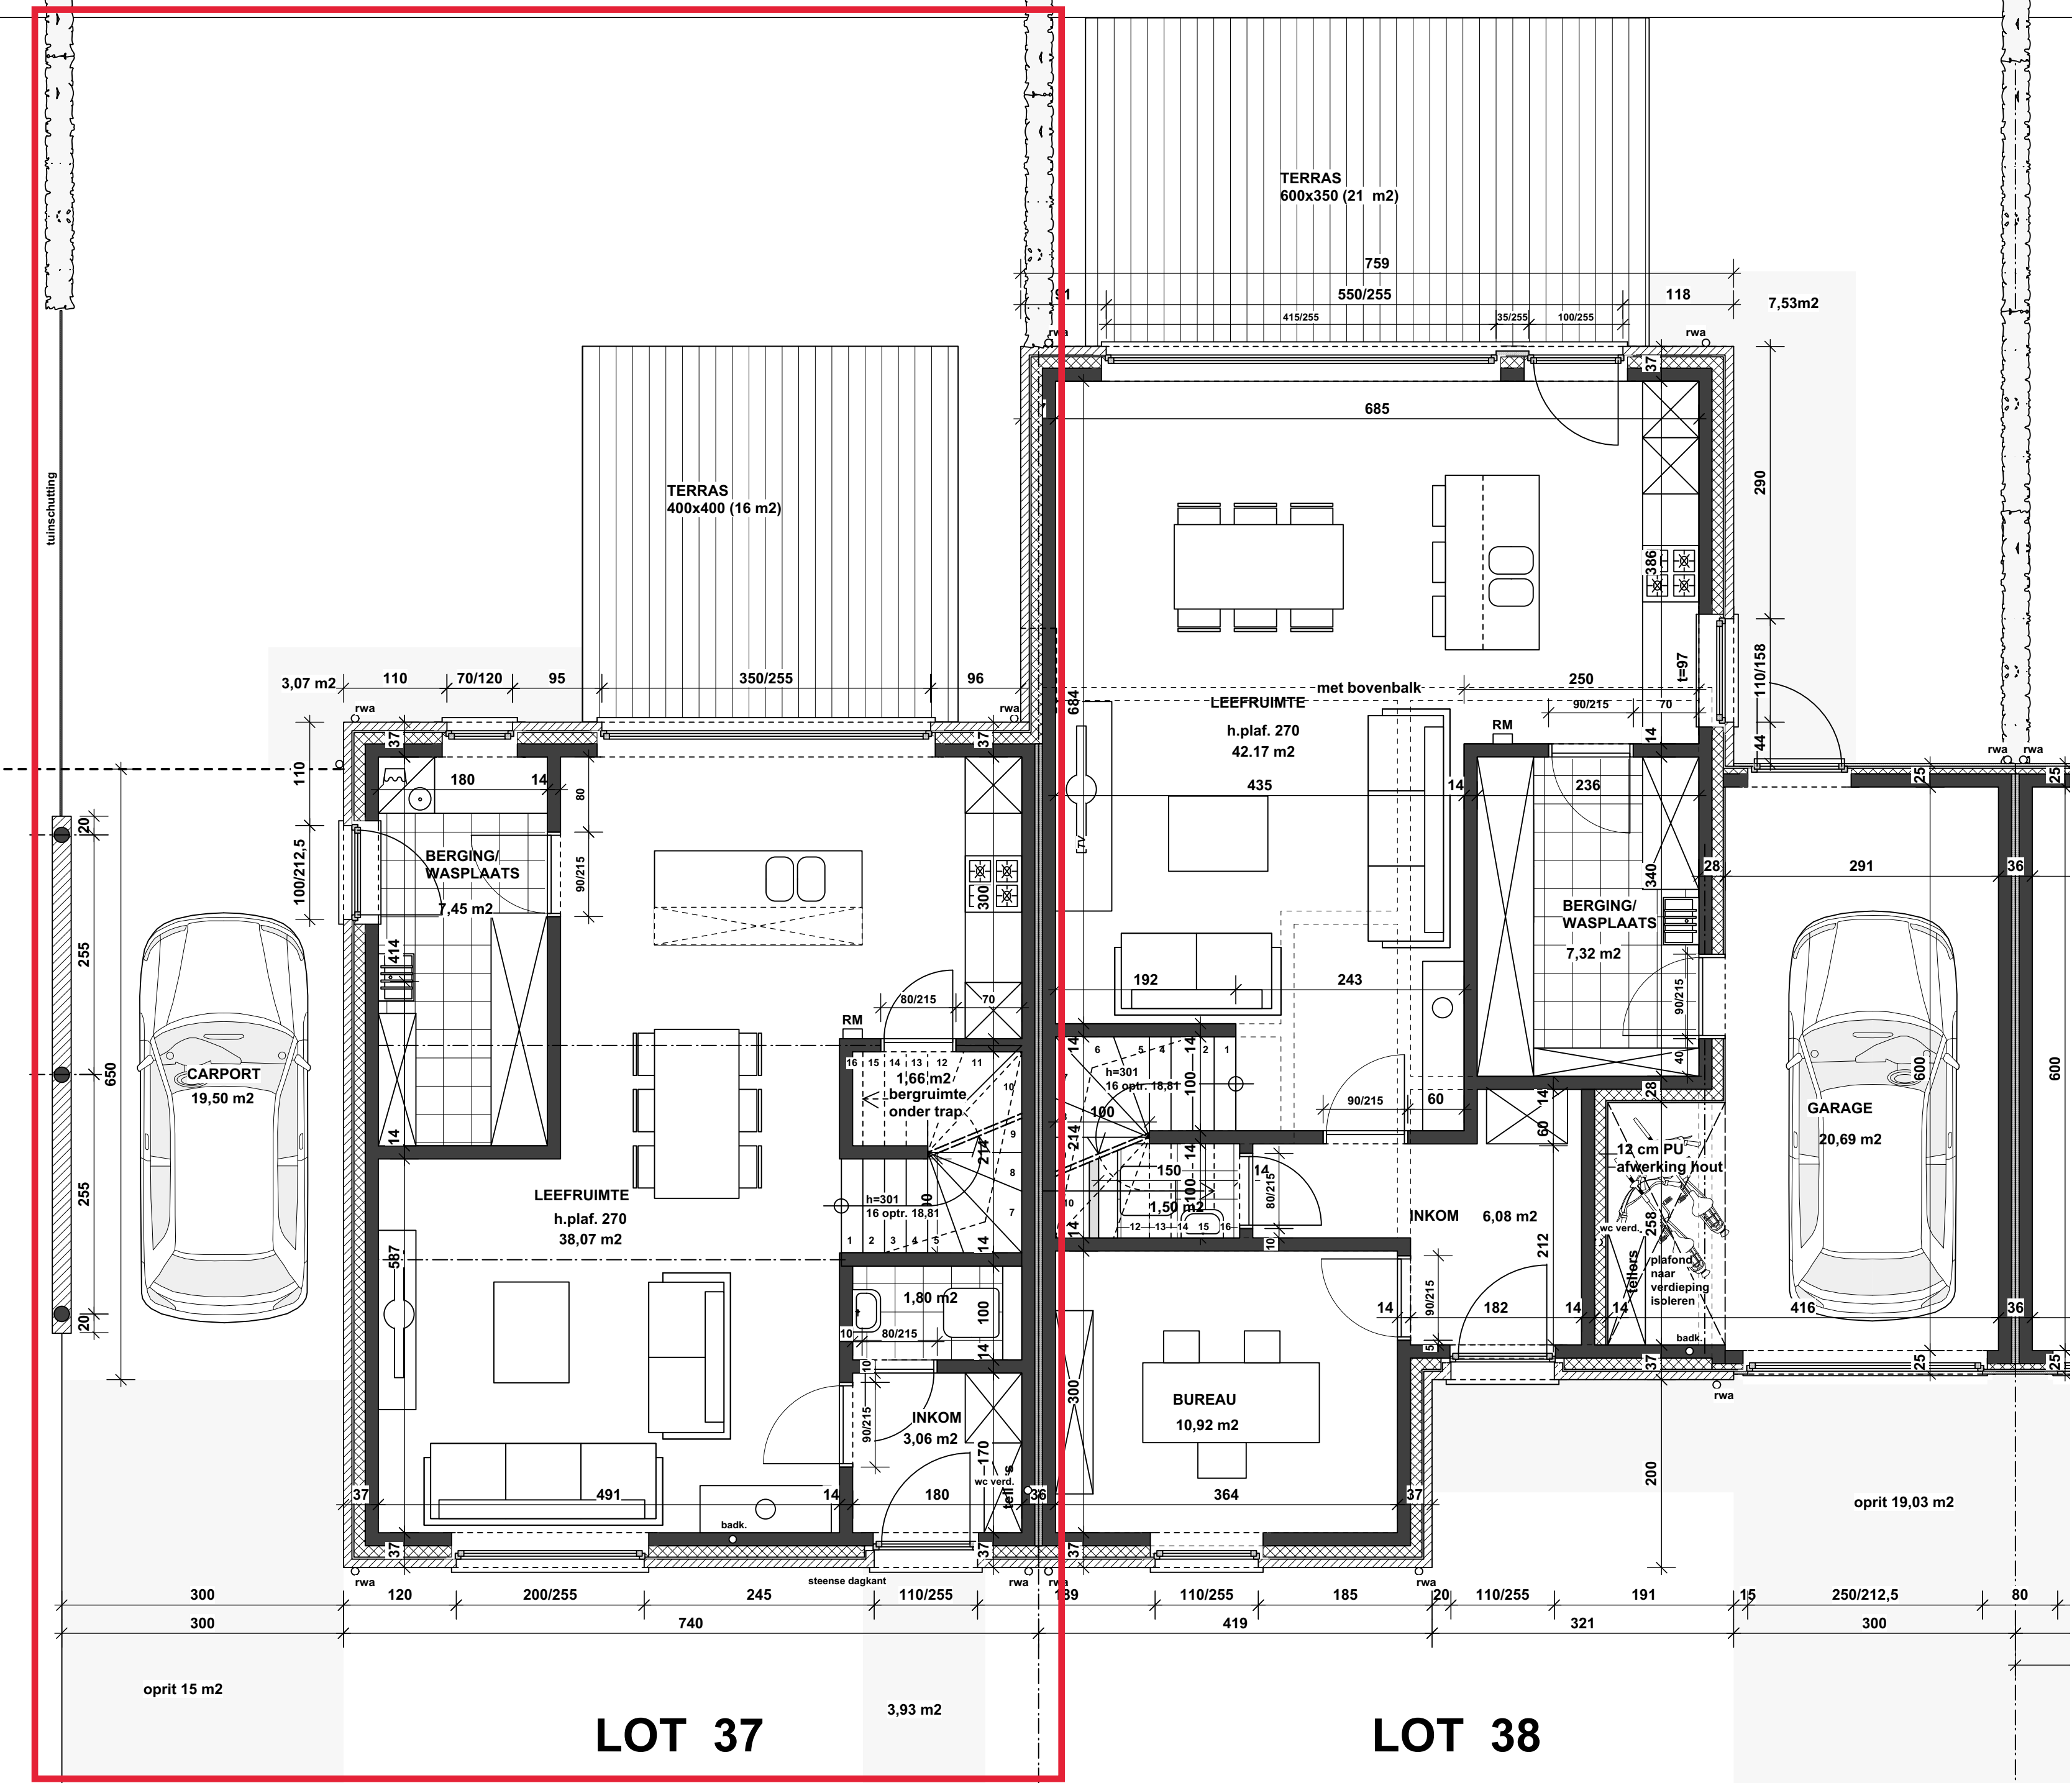 TERRAS
600x350 (21  m2)
759
91
550/255
118
7,53m2
415/255
35/255
100/255
rwa
rwa
37
685
tuinschutting
TERRAS
400x400 (16 m2)
290
386
3,07 m2
110
70/120
95
350/255
96
rwa
rwa
met bovenbalk
250
t=97
110/158
684
LEEFRUIMTE
h.plaf. 270
42.17 m2
90/215
70
RM
14
44
rwa
rwa
37
37
110
180
14
80
435
14
236
25
25
20
100/212,5
BERGING/
WASPLAATS
7,45 m2
90/215
300
TV
340
28
291
36
BERGING/
WASPLAATS
7,32 m2
255
414
650
80/215
70
192
243
90/215
RM
40
600
600
CARPORT
19,50 m2
16
15
14
13
12
11
10
9
8
7
1,66 m2
bergruimte
onder trap
14
14
6
5
4
2
1
h=301
16 optr. 18,81
100
100
90/215
60
14
28
60
GARAGE
20,69 m2
14
214
214
14
12 cm PU
afwerking hout
255
LEEFRUIMTE
h.plaf. 270
38,07 m2
h=301
16 optr. 18,81
1
2
3
4
5
14
150
14
100
1,50 m2
80/215
10
12
13
14
15
16
14
10
INKOM
6,08 m2
212
wc verd.
258
tellers
plafond
naar
verdieping
isoleren
587
1,80 m2
100
10
80/215
14
10
20
90/215
14
182
14
14
416
36
5
badk.
37
25
25
rwa
INKOM
3,06 m2
90/215
170
wc verd.
300
BUREAU
10,92 m2
200
37
491
14
180
36
364
37
oprit 19,03 m2
badk.
37
37
37
rwa
steense dagkant
rwa
rwa
rwa
300
120
200/255
245
110/255
189
110/255
185
20
110/255
191
15
250/212,5
80
300
740
419
321
300
oprit 15 m2
3,93 m2
LOT  37
LOT  38